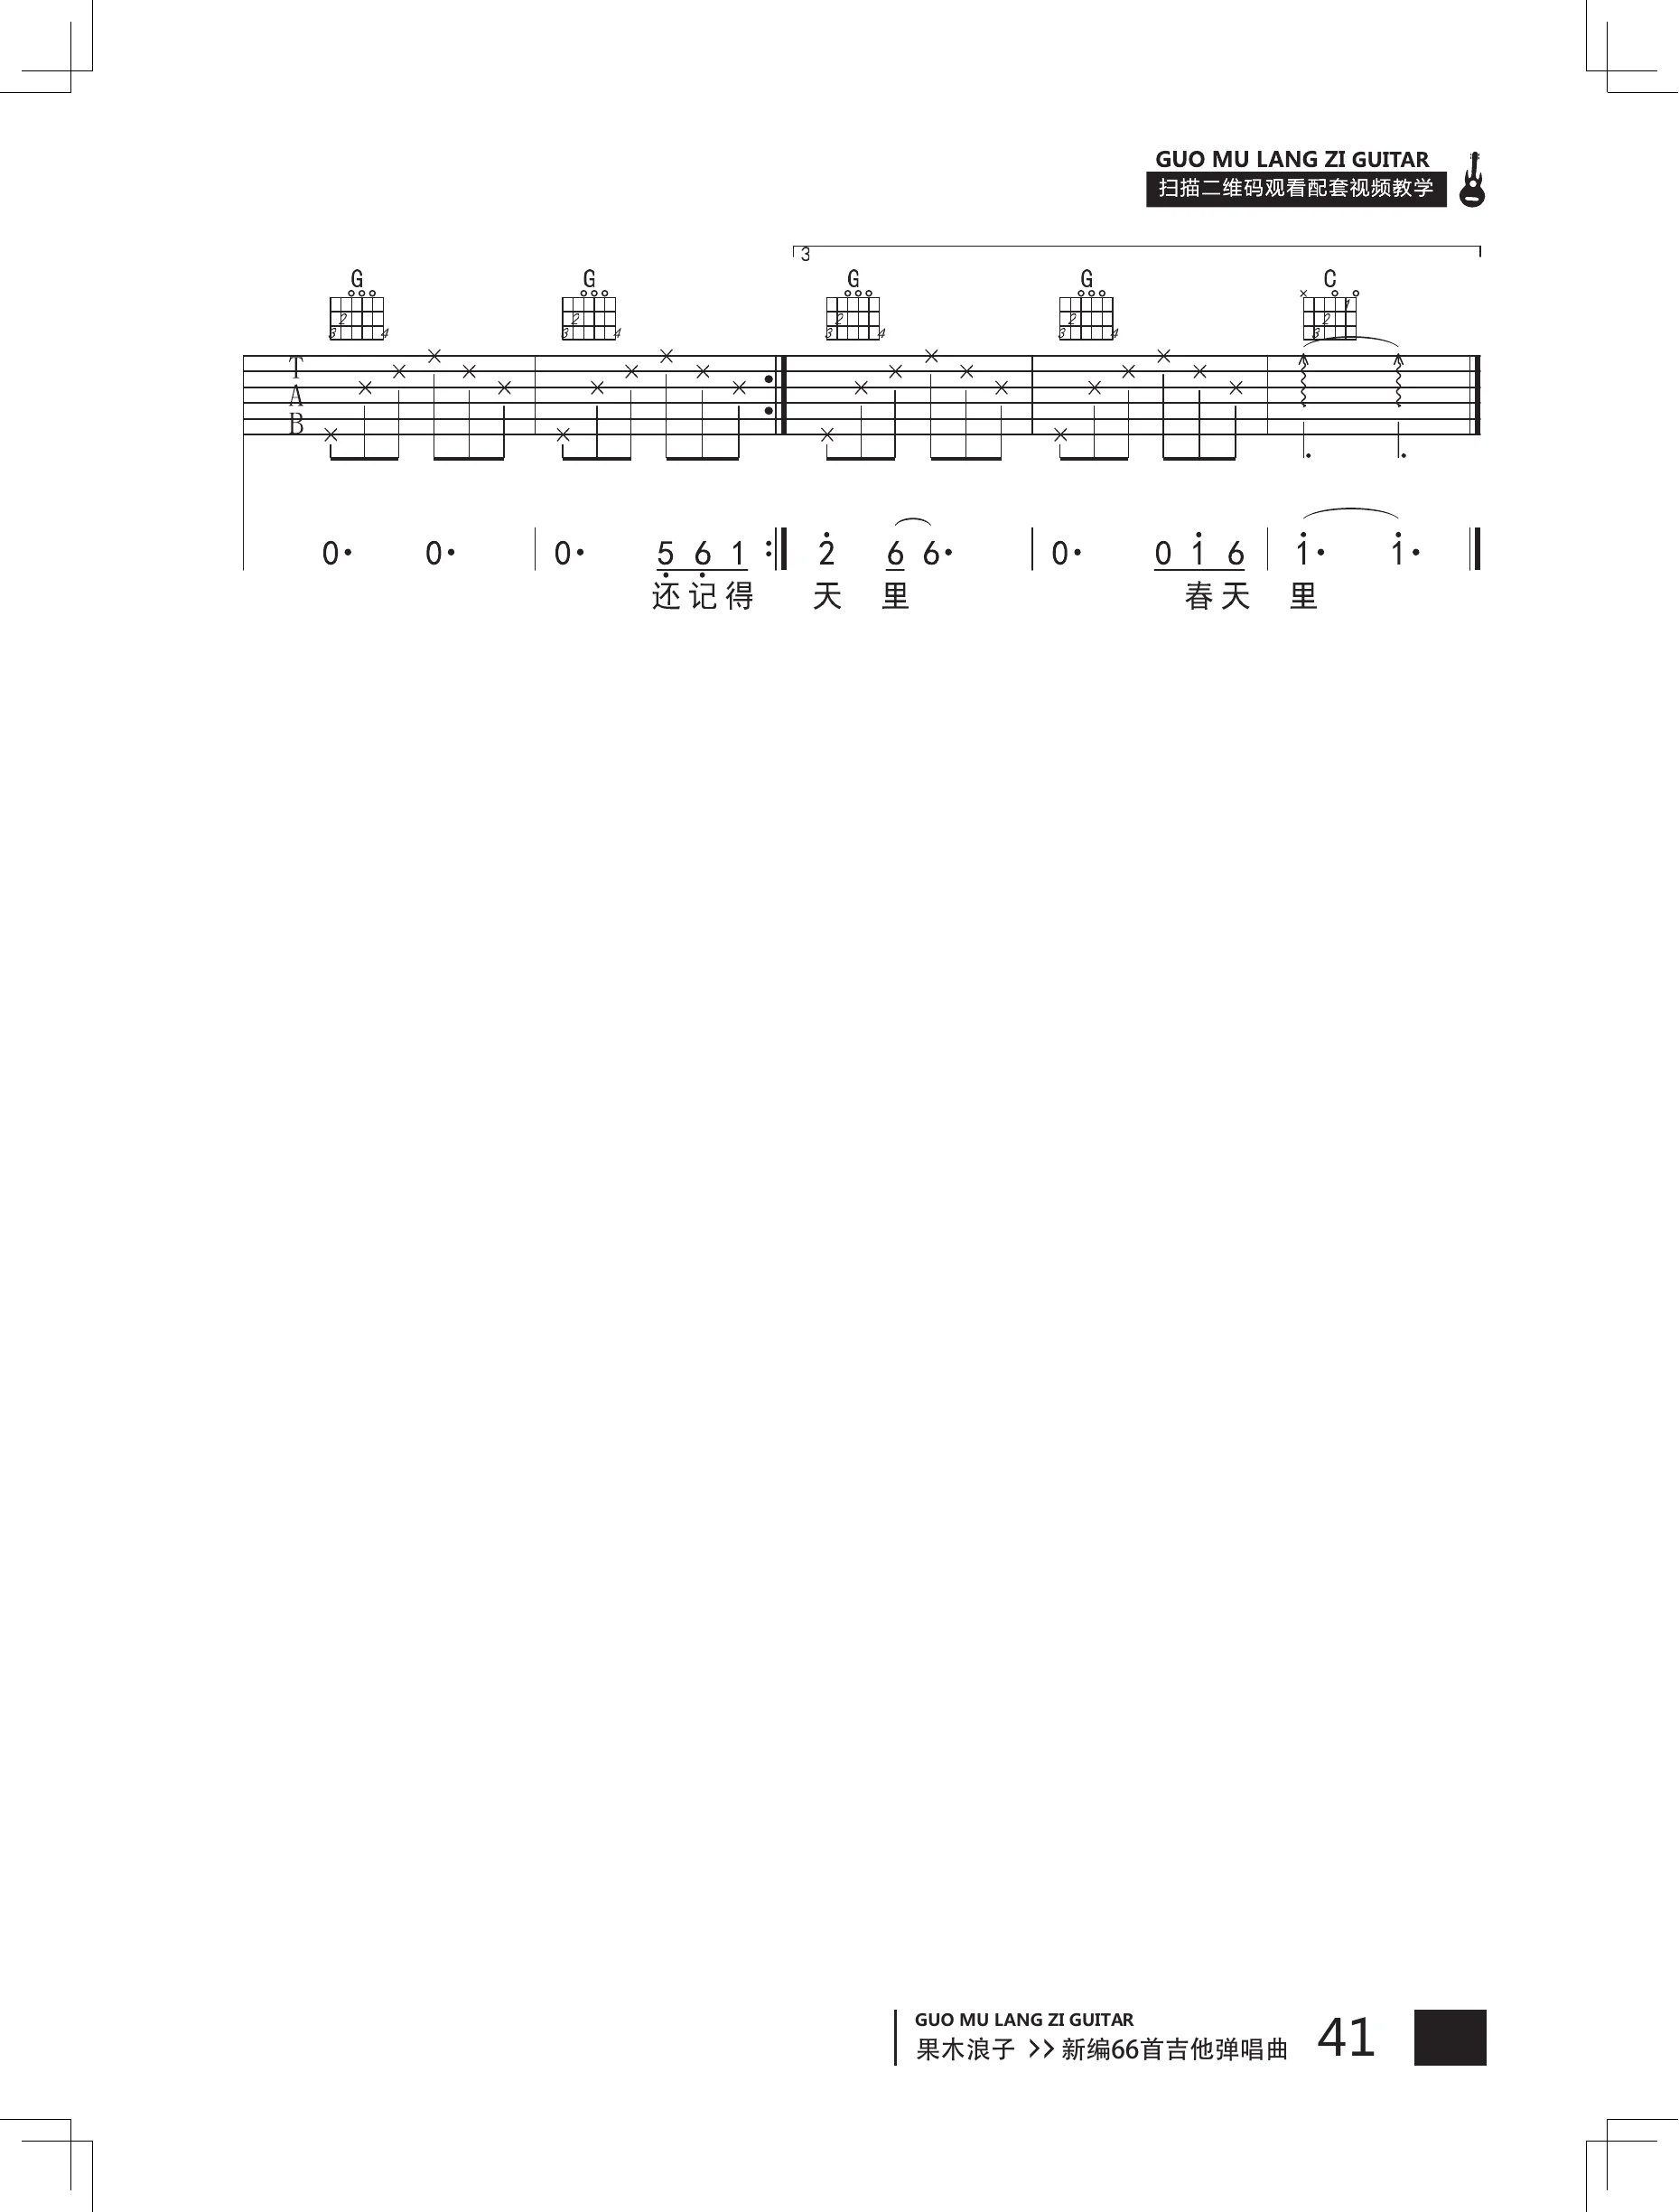 GUO MU LANG ZI GUITAR
扫描二维码观看配套视频教学
3
G G G G C
T
A
B
0· 0· 0· 5 6 1 2 6 6· 0· 0 1 6 1· 1·
还记得 天 里 春天 里
GUO MU LANG ZI GUITAR
果木浪子 >> 新编66首吉他弹唱曲 41